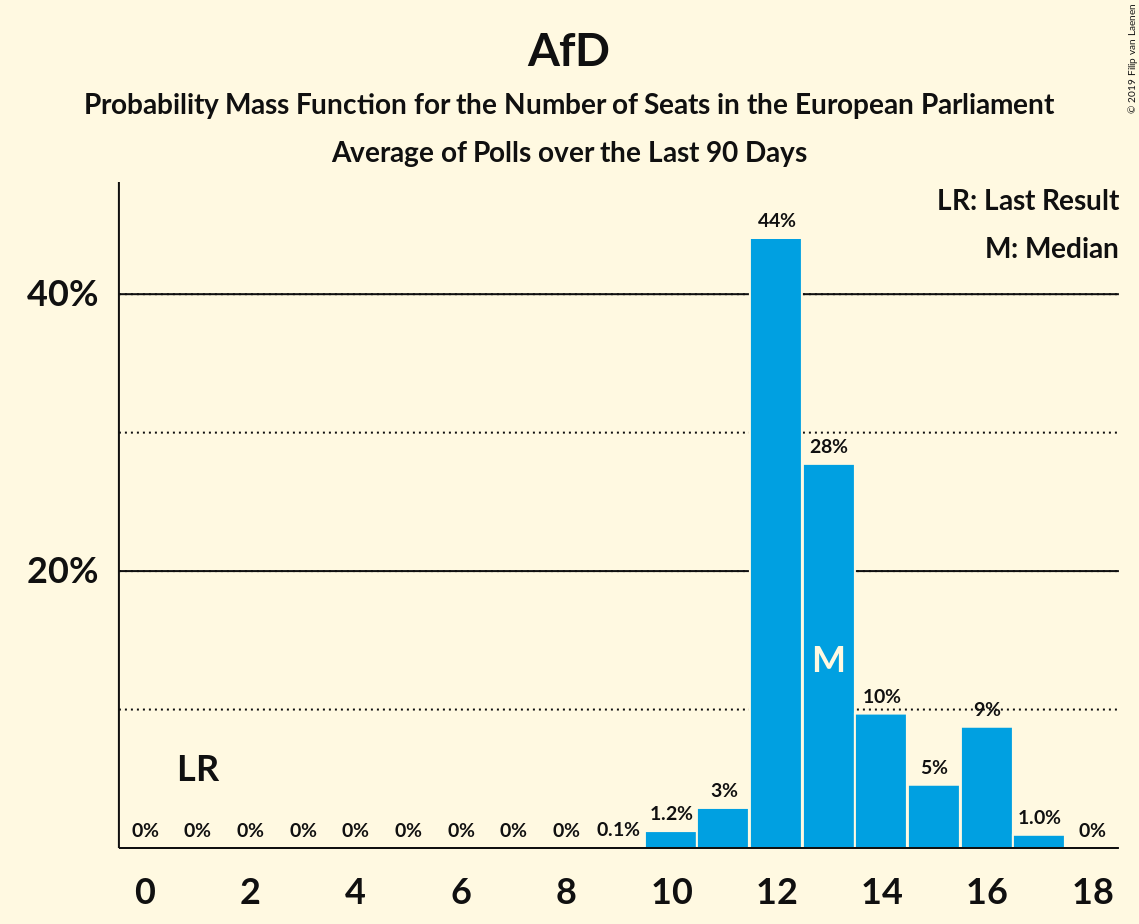 © 2019 Filip van Laenen
AfD
Probability Mass Function for the Number of Seats in the European Parliament
Average of Polls over the Last 90 Days
LR: Last Result
M: Median
40%
20%
44%
28%
M
10%
9%
5%
3%
1.2%
1.0%
LR
0% 0% 0% 0% 0% 0% 0% 0% 0% 0.1% 0%
0 2 4 6 8 10 12 14 16 18